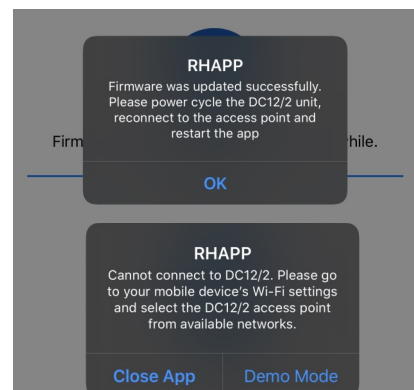 RHAPP
Firmware was updated successfully.
Please power cycle the DC12/2 unit,
reconnect to the access point and
restart the app
Firm hile.
OK
RHAPP
Cannot connect to DC12/2. Please go
to your mobile device's Wi-Fi settings
and select the DC12/2 access point
from available networks.
Close App Demo Mode